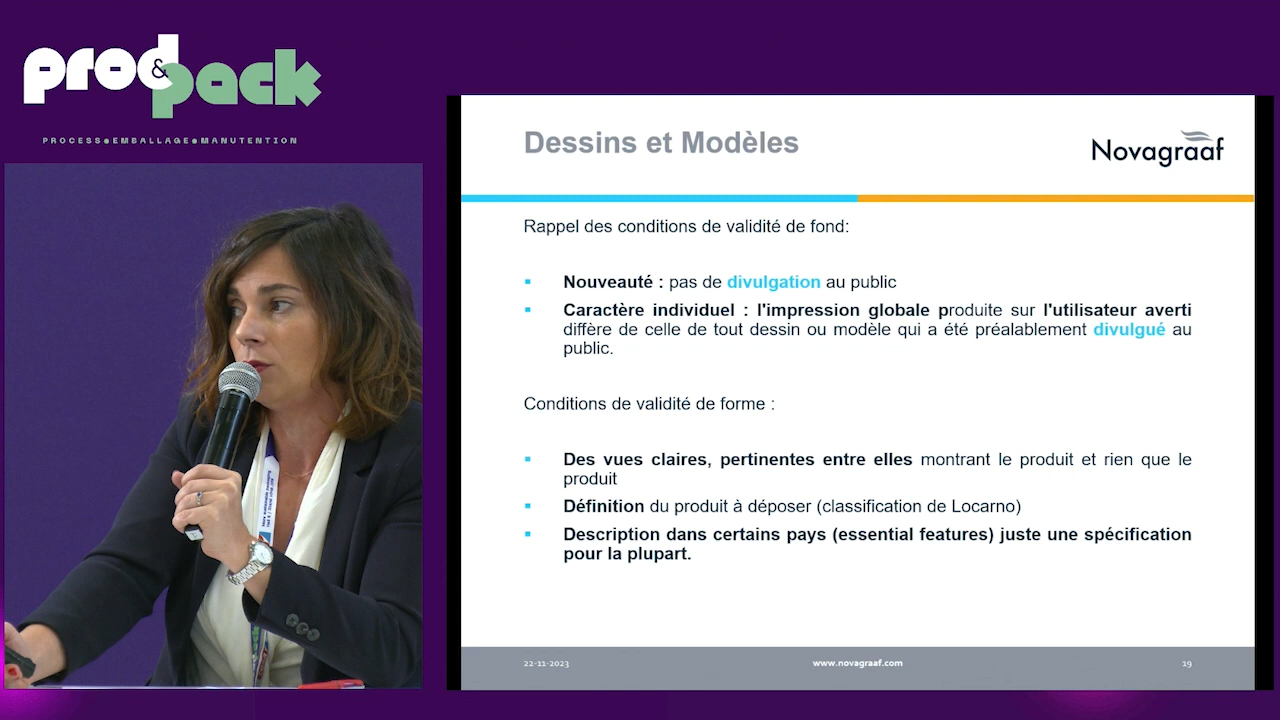 prod&pack
PROCESS●EMBALLAGE●MANUTENTION
Dessins et Modèles
Novagraaf
Rappel des conditions de validité de fond:
▪ Nouveauté : pas de divulgation au public
▪ Caractère individuel : l'impression globale produite sur l'utilisateur averti
diffère de celle de tout dessin ou modèle qui a été préalablement divulgué au
public.
Conditions de validité de forme :
▪ Des vues claires, pertinentes entre elles montrant le produit et rien que le
produit
▪ Définition du produit à déposer (classification de Locarno)
▪ Description dans certains pays (essential features) juste une spécification
pour la plupart.
22-11-2023
www.novagraaf.com
19